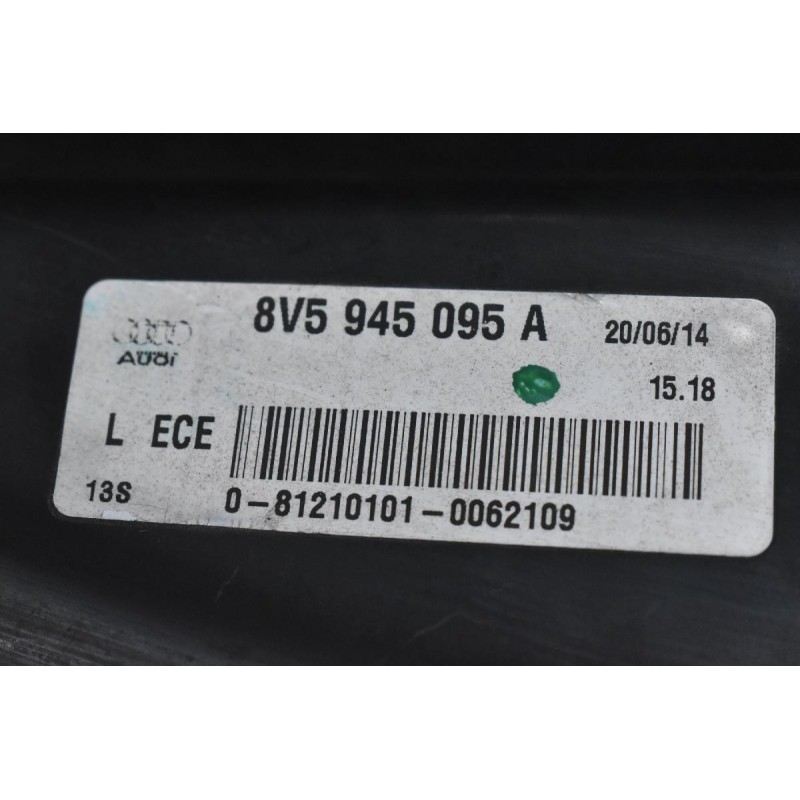 8V5 945 095 A 20/06/14
Audi
15.18
L ECE
13S 0-81210101-0062109